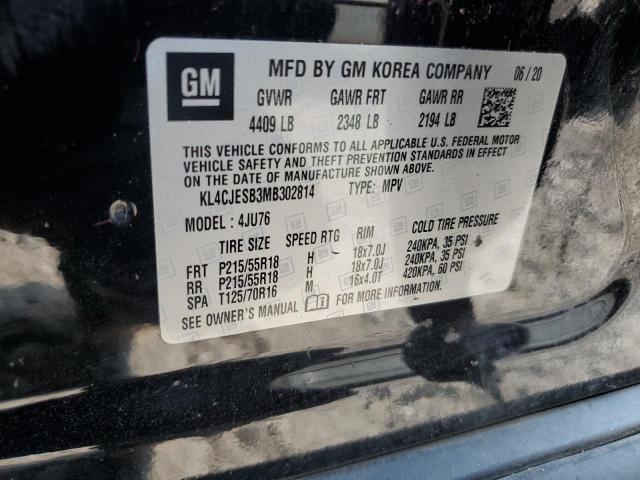 GM
MFD BY GM KOREA COMPANY 06/20
GVWR GAWR FRT GAWR RR
4409 LB 2348 LB 2194 LB
THIS VEHICLE CONFORMS TO ALL APPLICABLE U.S. FEDERAL MOTOR
VEHICLE SAFETY AND THEFT PREVENTION STANDARDS IN EFFECT
ON THE DATE OF MANUFACTURE SHOWN ABOVE.
KL4CJESB3MB302814 TYPE: MPV
MODEL: 4JU76
TIRE SIZE SPEED RTG RIM COLD TIRE PRESSURE
FRT P215/55R18 H 18x7.0J 240KPA, 35 PSI
RR P215/55R18 H 18x7.0J 240KPA, 35 PSI
SPA T125/70R16 M 16x4.0T 420KPA, 60 PSI
SEE OWNER'S MANUAL FOR MORE INFORMATION.